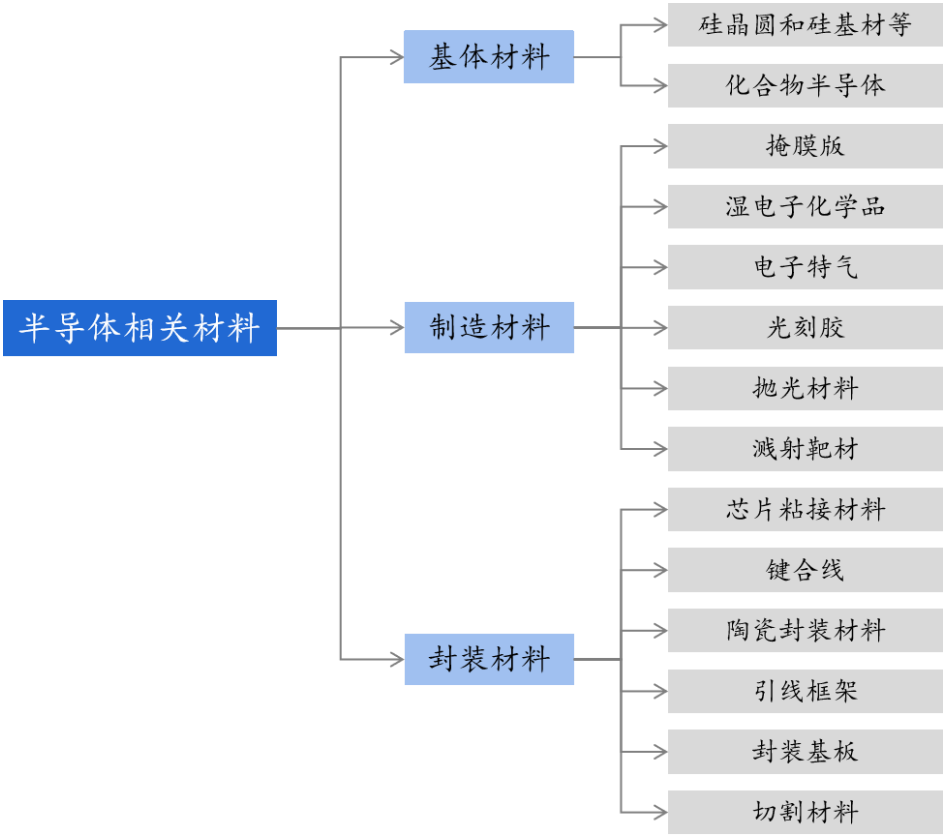 半导体相关材料
基体材料
硅晶圆和硅基材等
化合物半导体
制造材料
掩膜版
湿电子化学品
电子特气
光刻胶
抛光材料
溅射靶材
封装材料
芯片粘接材料
键合线
陶瓷封装材料
引线框架
封装基板
切割材料